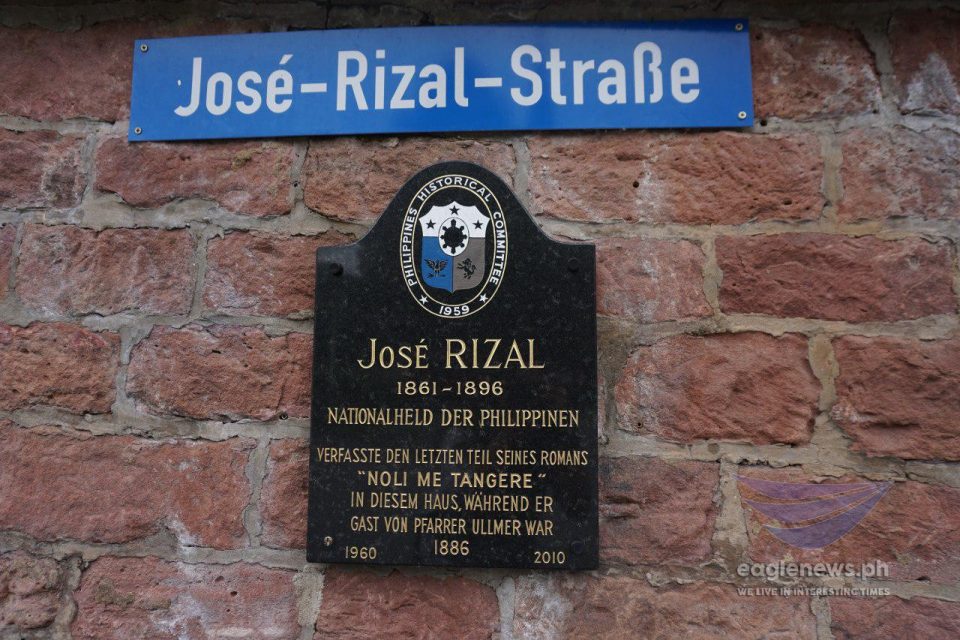 José-Rizal-Straße
PHILIPPINES HISTORICAL COMMITTEE
1959
JOSÉ RIZAL
1861-1896
NATIONALHELD DER PHILIPPINEN
VERFASSTE DEN LETZTEN TEIL SEINES ROMANS
"NOLI ME TANGERE"
IN DIESEM HAUS, WÄHREND ER
GAST VON PFARRER ULLMER WAR
1960 1886 2010
eaglenews.ph
WE LIVE IN INTERESTING TIMES